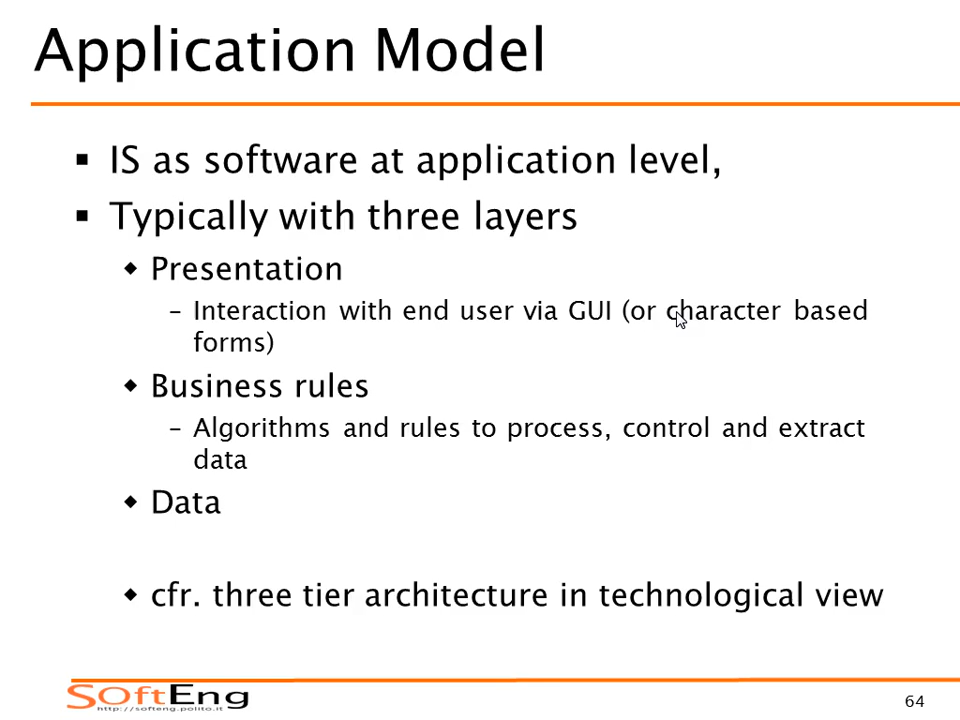 Application Model
▪ IS as software at application level,
▪ Typically with three layers
◆ Presentation
– Interaction with end user via GUI (or character based
forms)
◆ Business rules
– Algorithms and rules to process, control and extract
data
◆ Data
◆ cfr. three tier architecture in technological view
SoftEng
http://softeng.polito.it
64